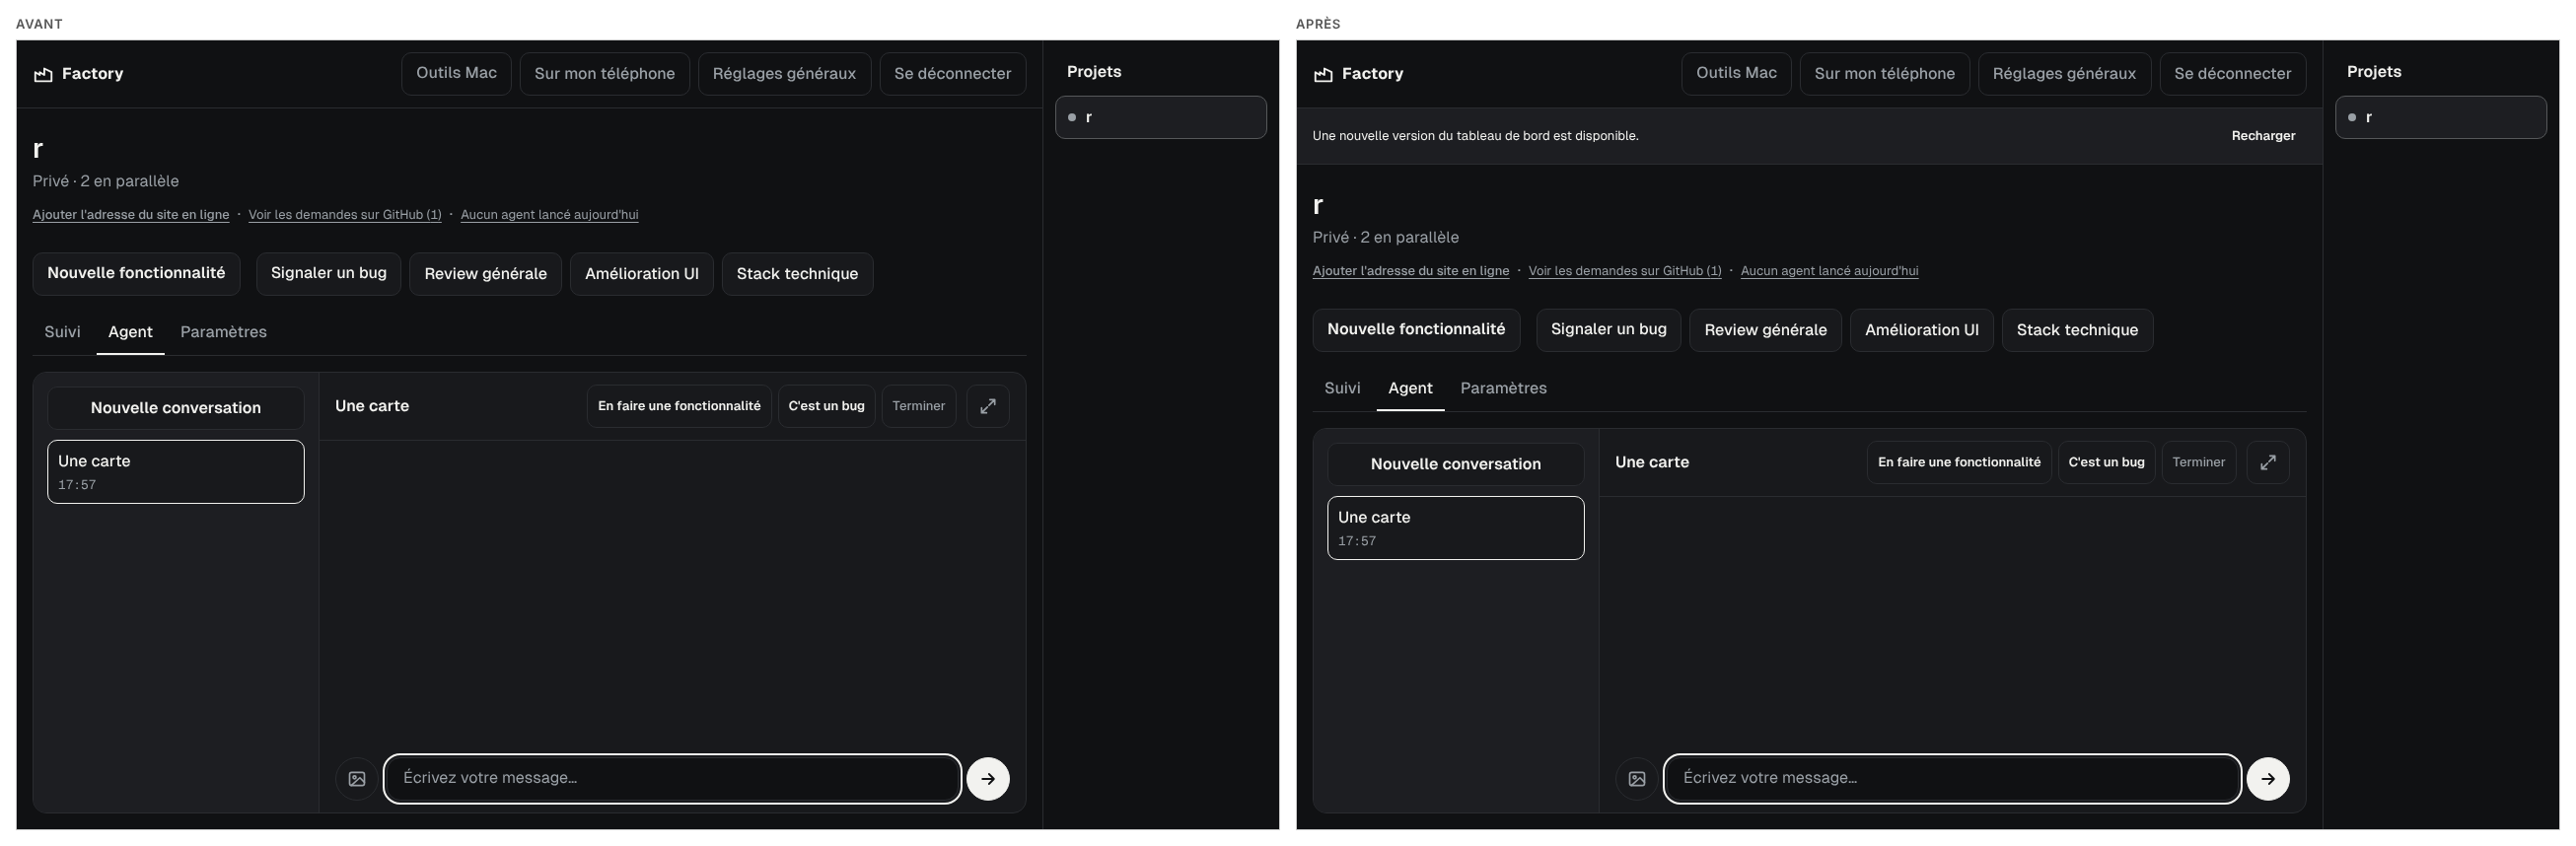 AVANT
Factory
Outils Mac
Sur mon téléphone
Réglages généraux
Se déconnecter
Projets
r
r
Privé · 2 en parallèle
Ajouter l'adresse du site en ligne · Voir les demandes sur GitHub (1) · Aucun agent lancé aujourd'hui
Nouvelle fonctionnalité
Signaler un bug
Review générale
Amélioration UI
Stack technique
Suivi
Agent
Paramètres
Nouvelle conversation
Une carte
17:57
Une carte
En faire une fonctionnalité
C'est un bug
Terminer
Écrivez votre message...
APRÈS
Factory
Outils Mac
Sur mon téléphone
Réglages généraux
Se déconnecter
Projets
r
Une nouvelle version du tableau de bord est disponible.
Recharger
r
Privé · 2 en parallèle
Ajouter l'adresse du site en ligne · Voir les demandes sur GitHub (1) · Aucun agent lancé aujourd'hui
Nouvelle fonctionnalité
Signaler un bug
Review générale
Amélioration UI
Stack technique
Suivi
Agent
Paramètres
Nouvelle conversation
Une carte
17:57
Une carte
En faire une fonctionnalité
C'est un bug
Terminer
Écrivez votre message...